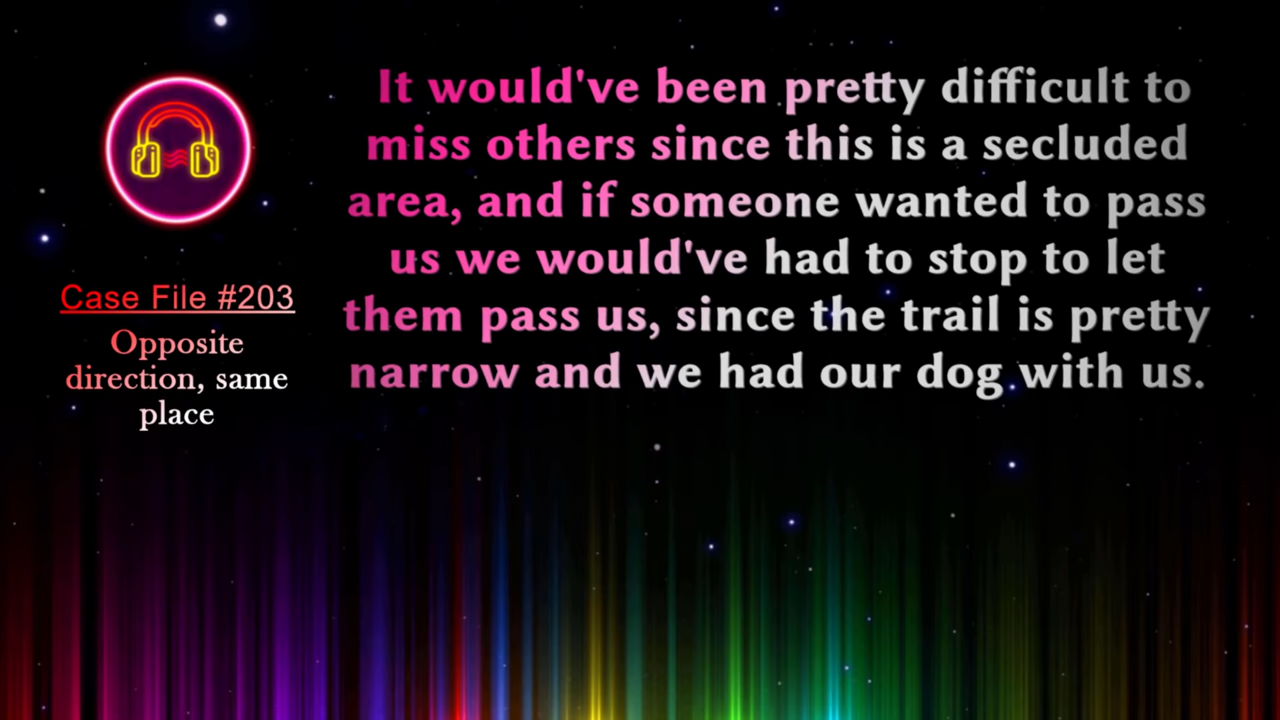 Case File #203
Opposite
direction, same
place
It would've been pretty difficult to
miss others since this is a secluded
area, and if someone wanted to pass
us we would've had to stop to let
them pass us, since the trail is pretty
narrow and we had our dog with us.